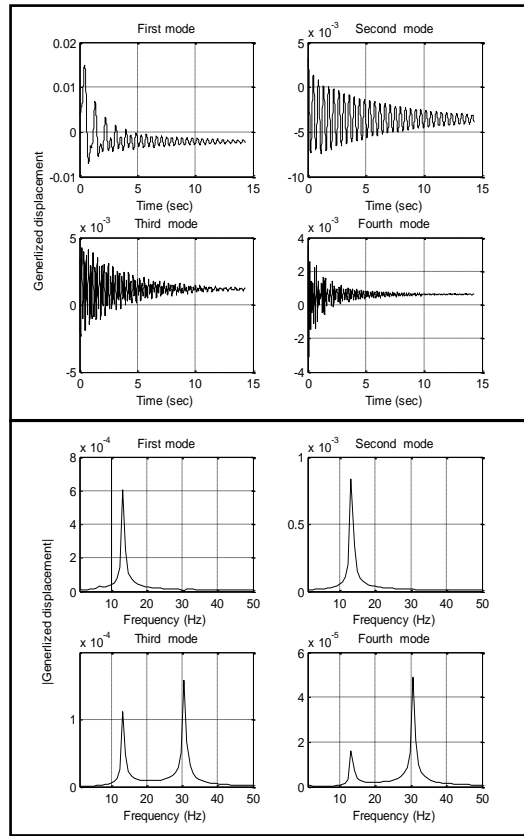 First mode
Second mode
0.02
0.01
0
-0.01
0
5
10
15
Time (sec)
x 10^-3
5
0
-5
-10
0
5
10
15
Time (sec)
Third mode
Fourth mode
x 10^-3
5
0
-5
0
5
10
15
Time (sec)
x 10^-3
4
2
0
-2
-4
0
5
10
15
Time (sec)
Generlized displacement
First mode
Second mode
x 10^-4
8
6
4
2
0
10
20
30
40
50
Frequency (Hz)
x 10^-3
1
0.5
0
10
20
30
40
50
Frequency (Hz)
Third mode
Fourth mode
x 10^-4
1
0
10
20
30
40
50
Frequency (Hz)
x 10^-5
6
4
2
0
10
20
30
40
50
Frequency (Hz)
|Generlized displacement|